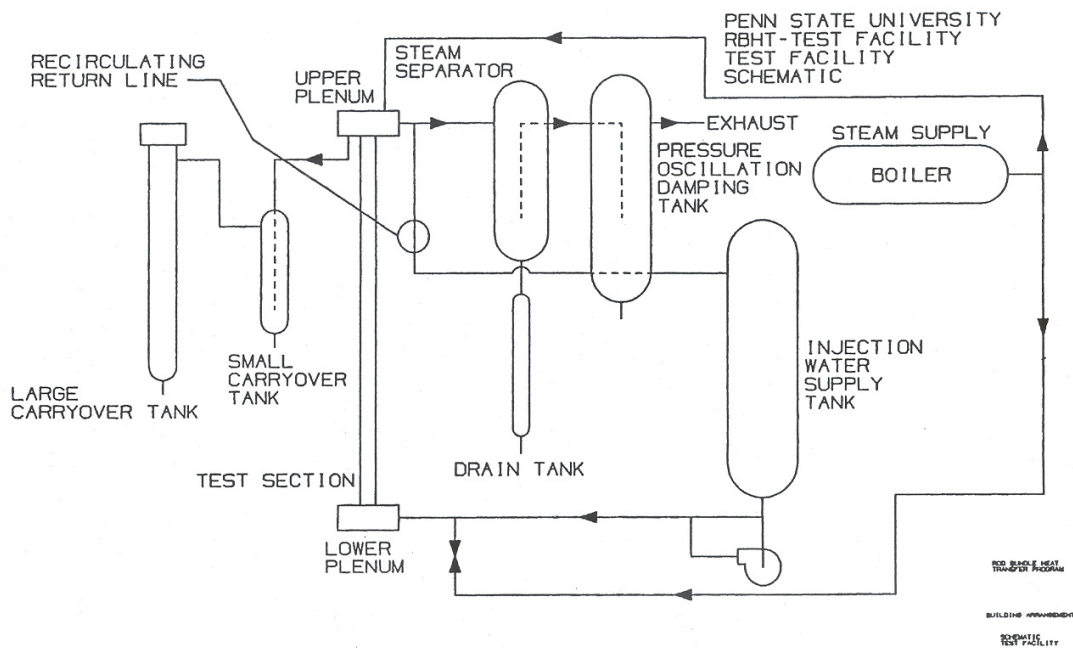 PENN STATE UNIVERSITY
RBHT-TEST FACILITY
TEST FACILITY
SCHEMATIC
RECIRCULATING
RETURN LINE
UPPER
PLENUM
STEAM
SEPARATOR
EXHAUST
PRESSURE
OSCILLATION
DAMPING
TANK
STEAM SUPPLY
BOILER
SMALL
CARRYOVER
TANK
LARGE
CARRYOVER TANK
INJECTION
WATER
SUPPLY
TANK
DRAIN TANK
TEST SECTION
LOWER
PLENUM
ROD BUNDLE HEAT
TRANSFER PROGRAM
BUILDING ARRANGEMENT
SCHEMATIC
TEST FACILITY